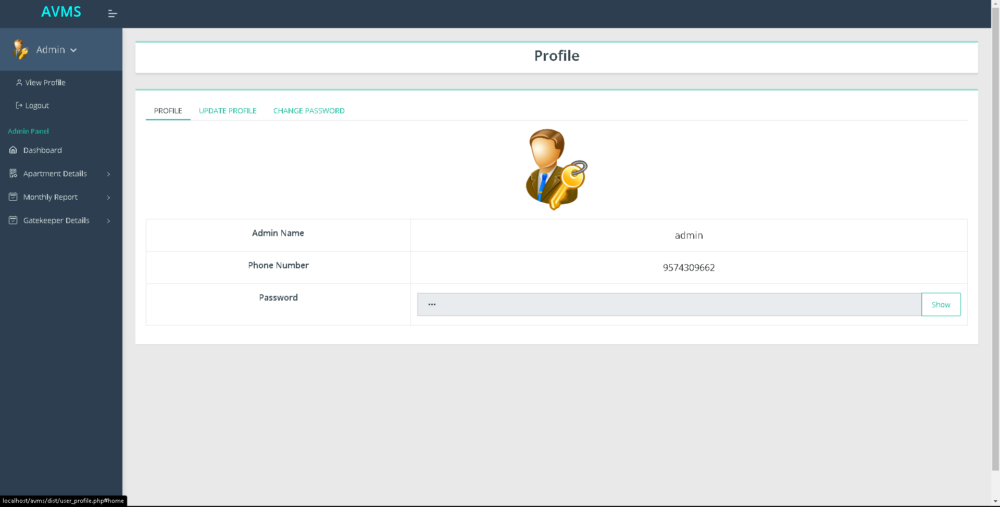 AVMS
Admin
View Profile
Logout
Admin Panel
Dashboard
Apartment Details
Monthly Report
Gatekeeper Details
Profile
PROFILE UPDATE PROFILE CHANGE PASSWORD
Admin Name admin
Phone Number 9574309662
Password ••• Show
localhost/avms/dist/user_profile.php#home